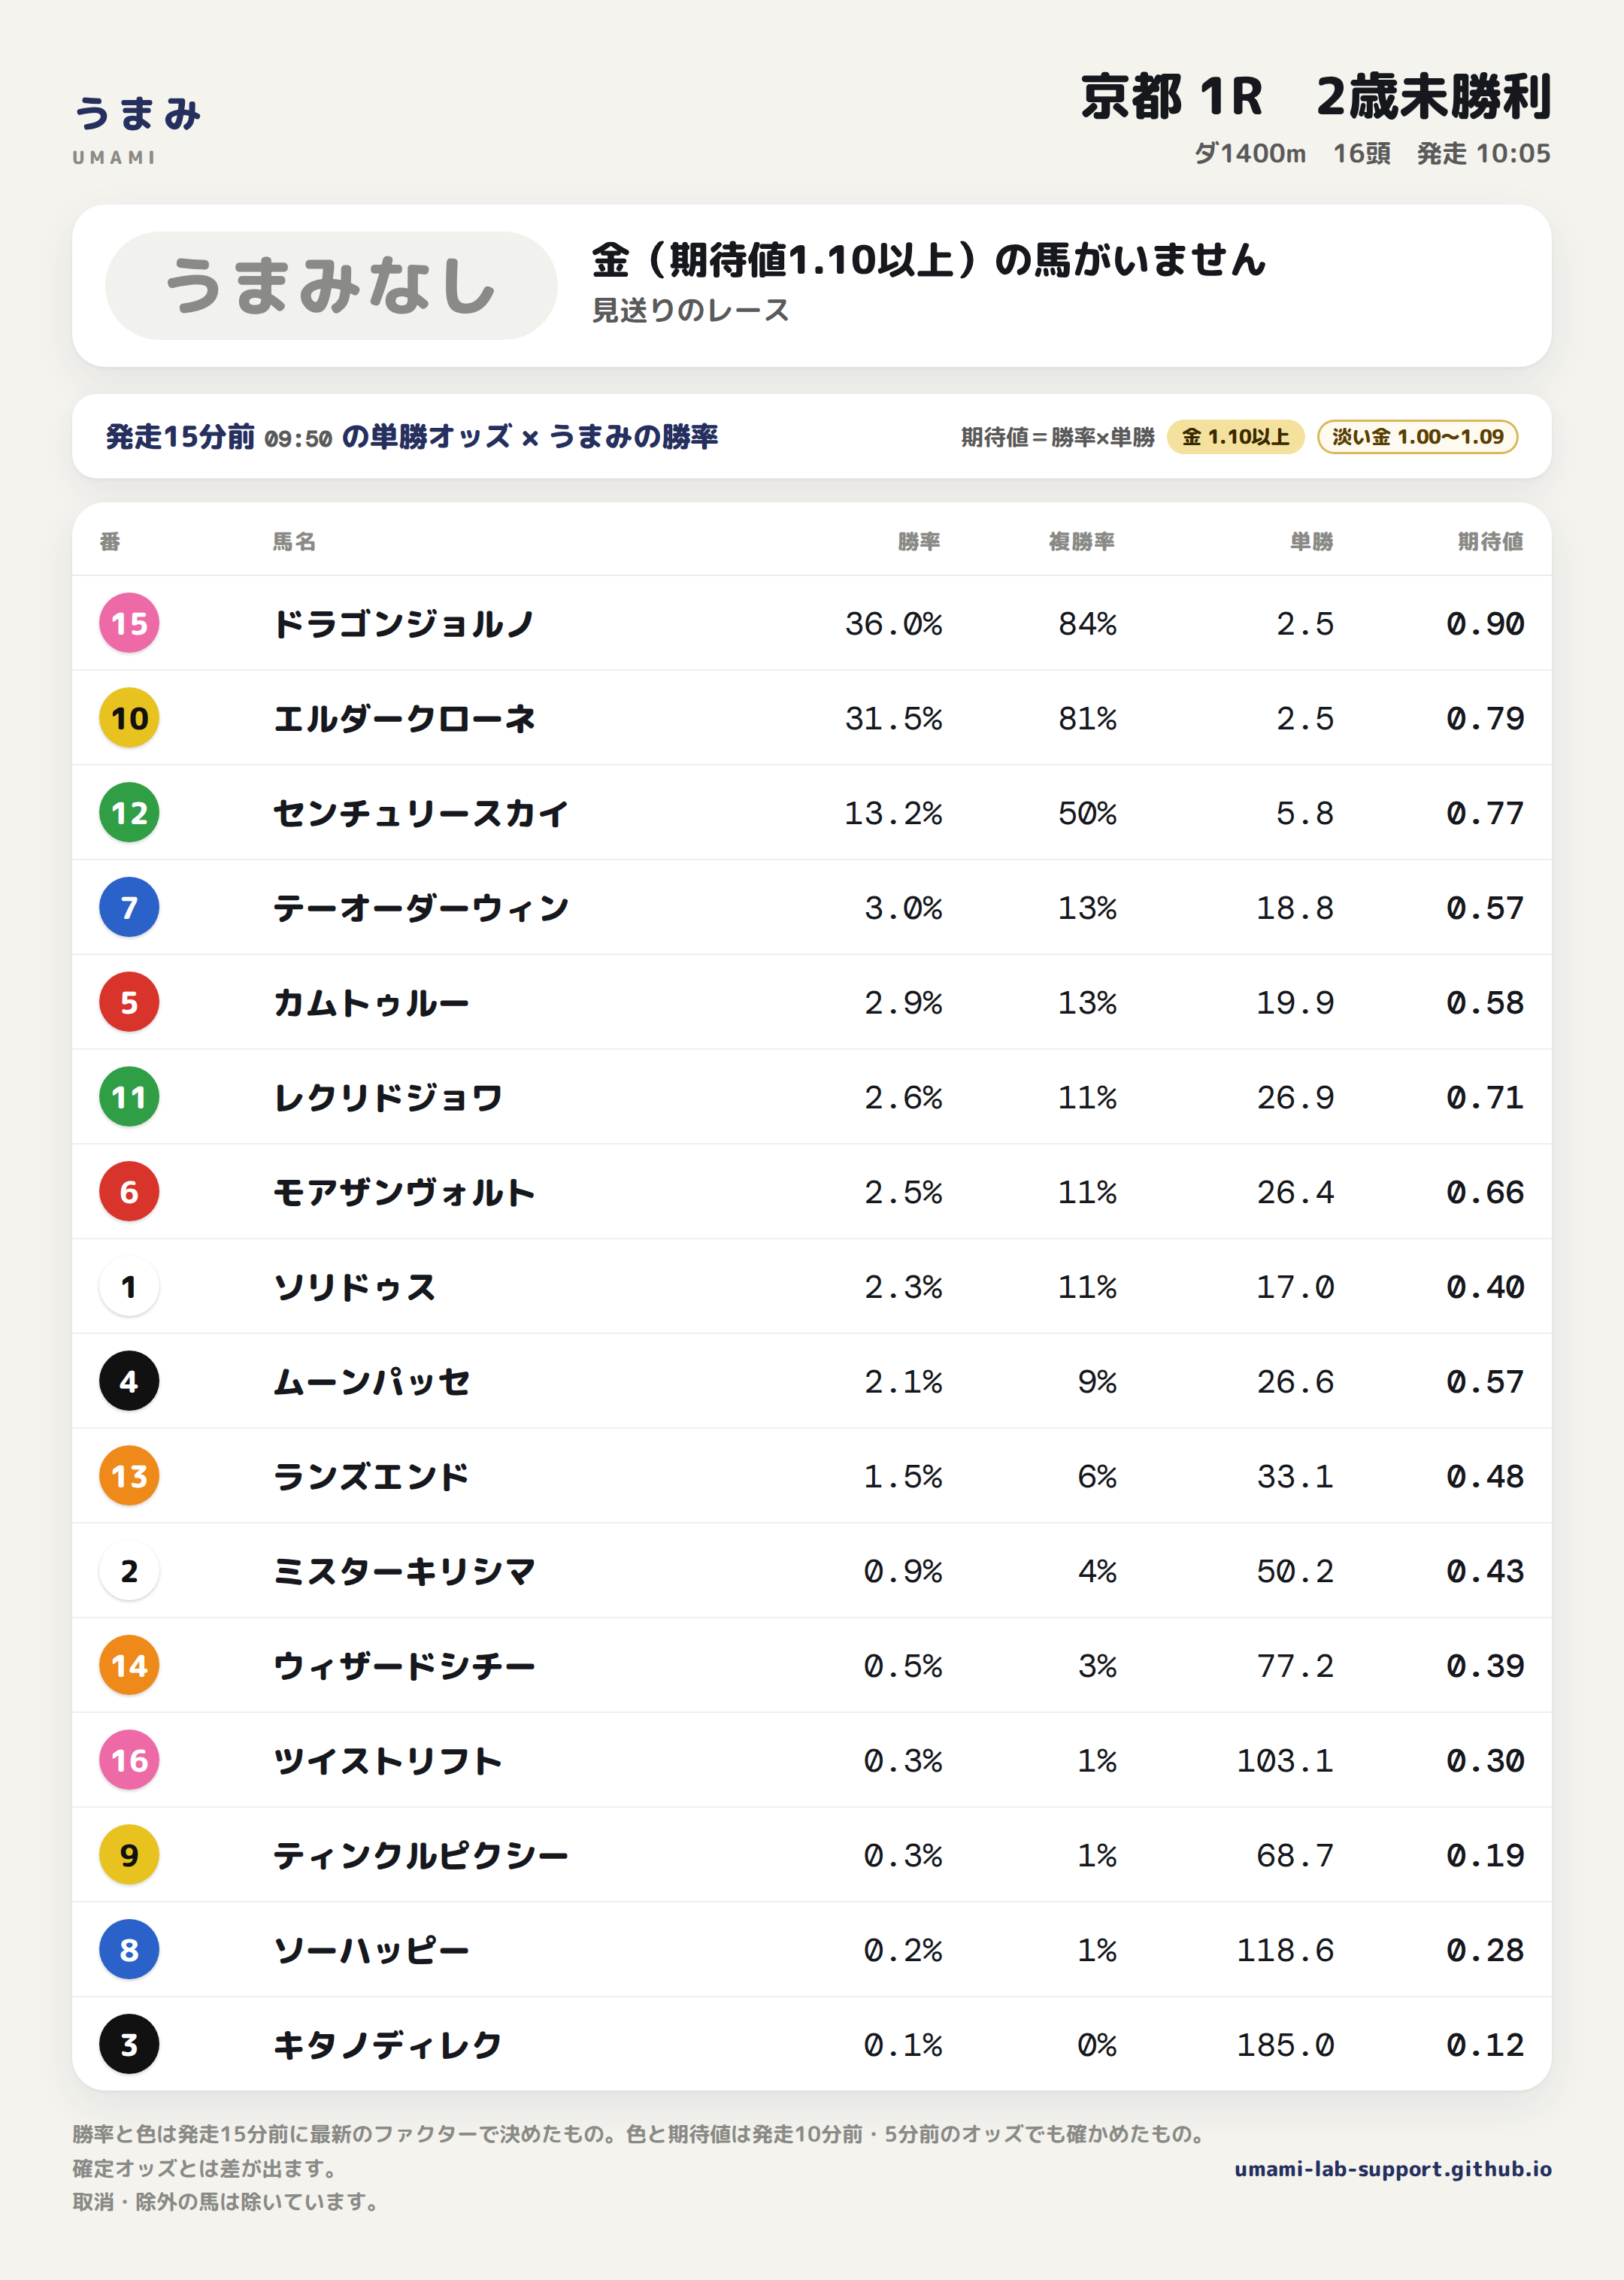 うまみ
UMAMI
京都 1R　2歳未勝利
ダ1400m　16頭　発走 10:05
うまみなし
金（期待値1.10以上）の馬がいません
見送りのレース
発走15分前 09:50 の単勝オッズ × うまみの勝率
期待値＝勝率×単勝 金 1.10以上 淡い金 1.00〜1.09
番 馬名 勝率 複勝率 単勝 期待値
15 ドラゴンジョルノ 36.0% 84% 2.5 0.90
10 エルダークローネ 31.5% 81% 2.5 0.79
12 センチュリースカイ 13.2% 50% 5.8 0.77
7 テーオーダーウィン 3.0% 13% 18.8 0.57
5 カムトゥルー 2.9% 13% 19.9 0.58
11 レクリドジョワ 2.6% 11% 26.9 0.71
6 モアザンヴォルト 2.5% 11% 26.4 0.66
1 ソリドゥス 2.3% 11% 17.0 0.40
4 ムーンパッセ 2.1% 9% 26.6 0.57
13 ランズエンド 1.5% 6% 33.1 0.48
2 ミスターキリシマ 0.9% 4% 50.2 0.43
14 ウィザードシチー 0.5% 3% 77.2 0.39
16 ツイストリフト 0.3% 1% 103.1 0.30
9 ティンクルピクシー 0.3% 1% 68.7 0.19
8 ソーハッピー 0.2% 1% 118.6 0.28
3 キタノディレク 0.1% 0% 185.0 0.12
勝率と色は発走15分前に最新のファクターで決めたもの。色と期待値は発走10分前・5分前のオッズでも確かめたもの。
確定オッズとは差が出ます。
取消・除外の馬は除いています。
umami-lab-support.github.io